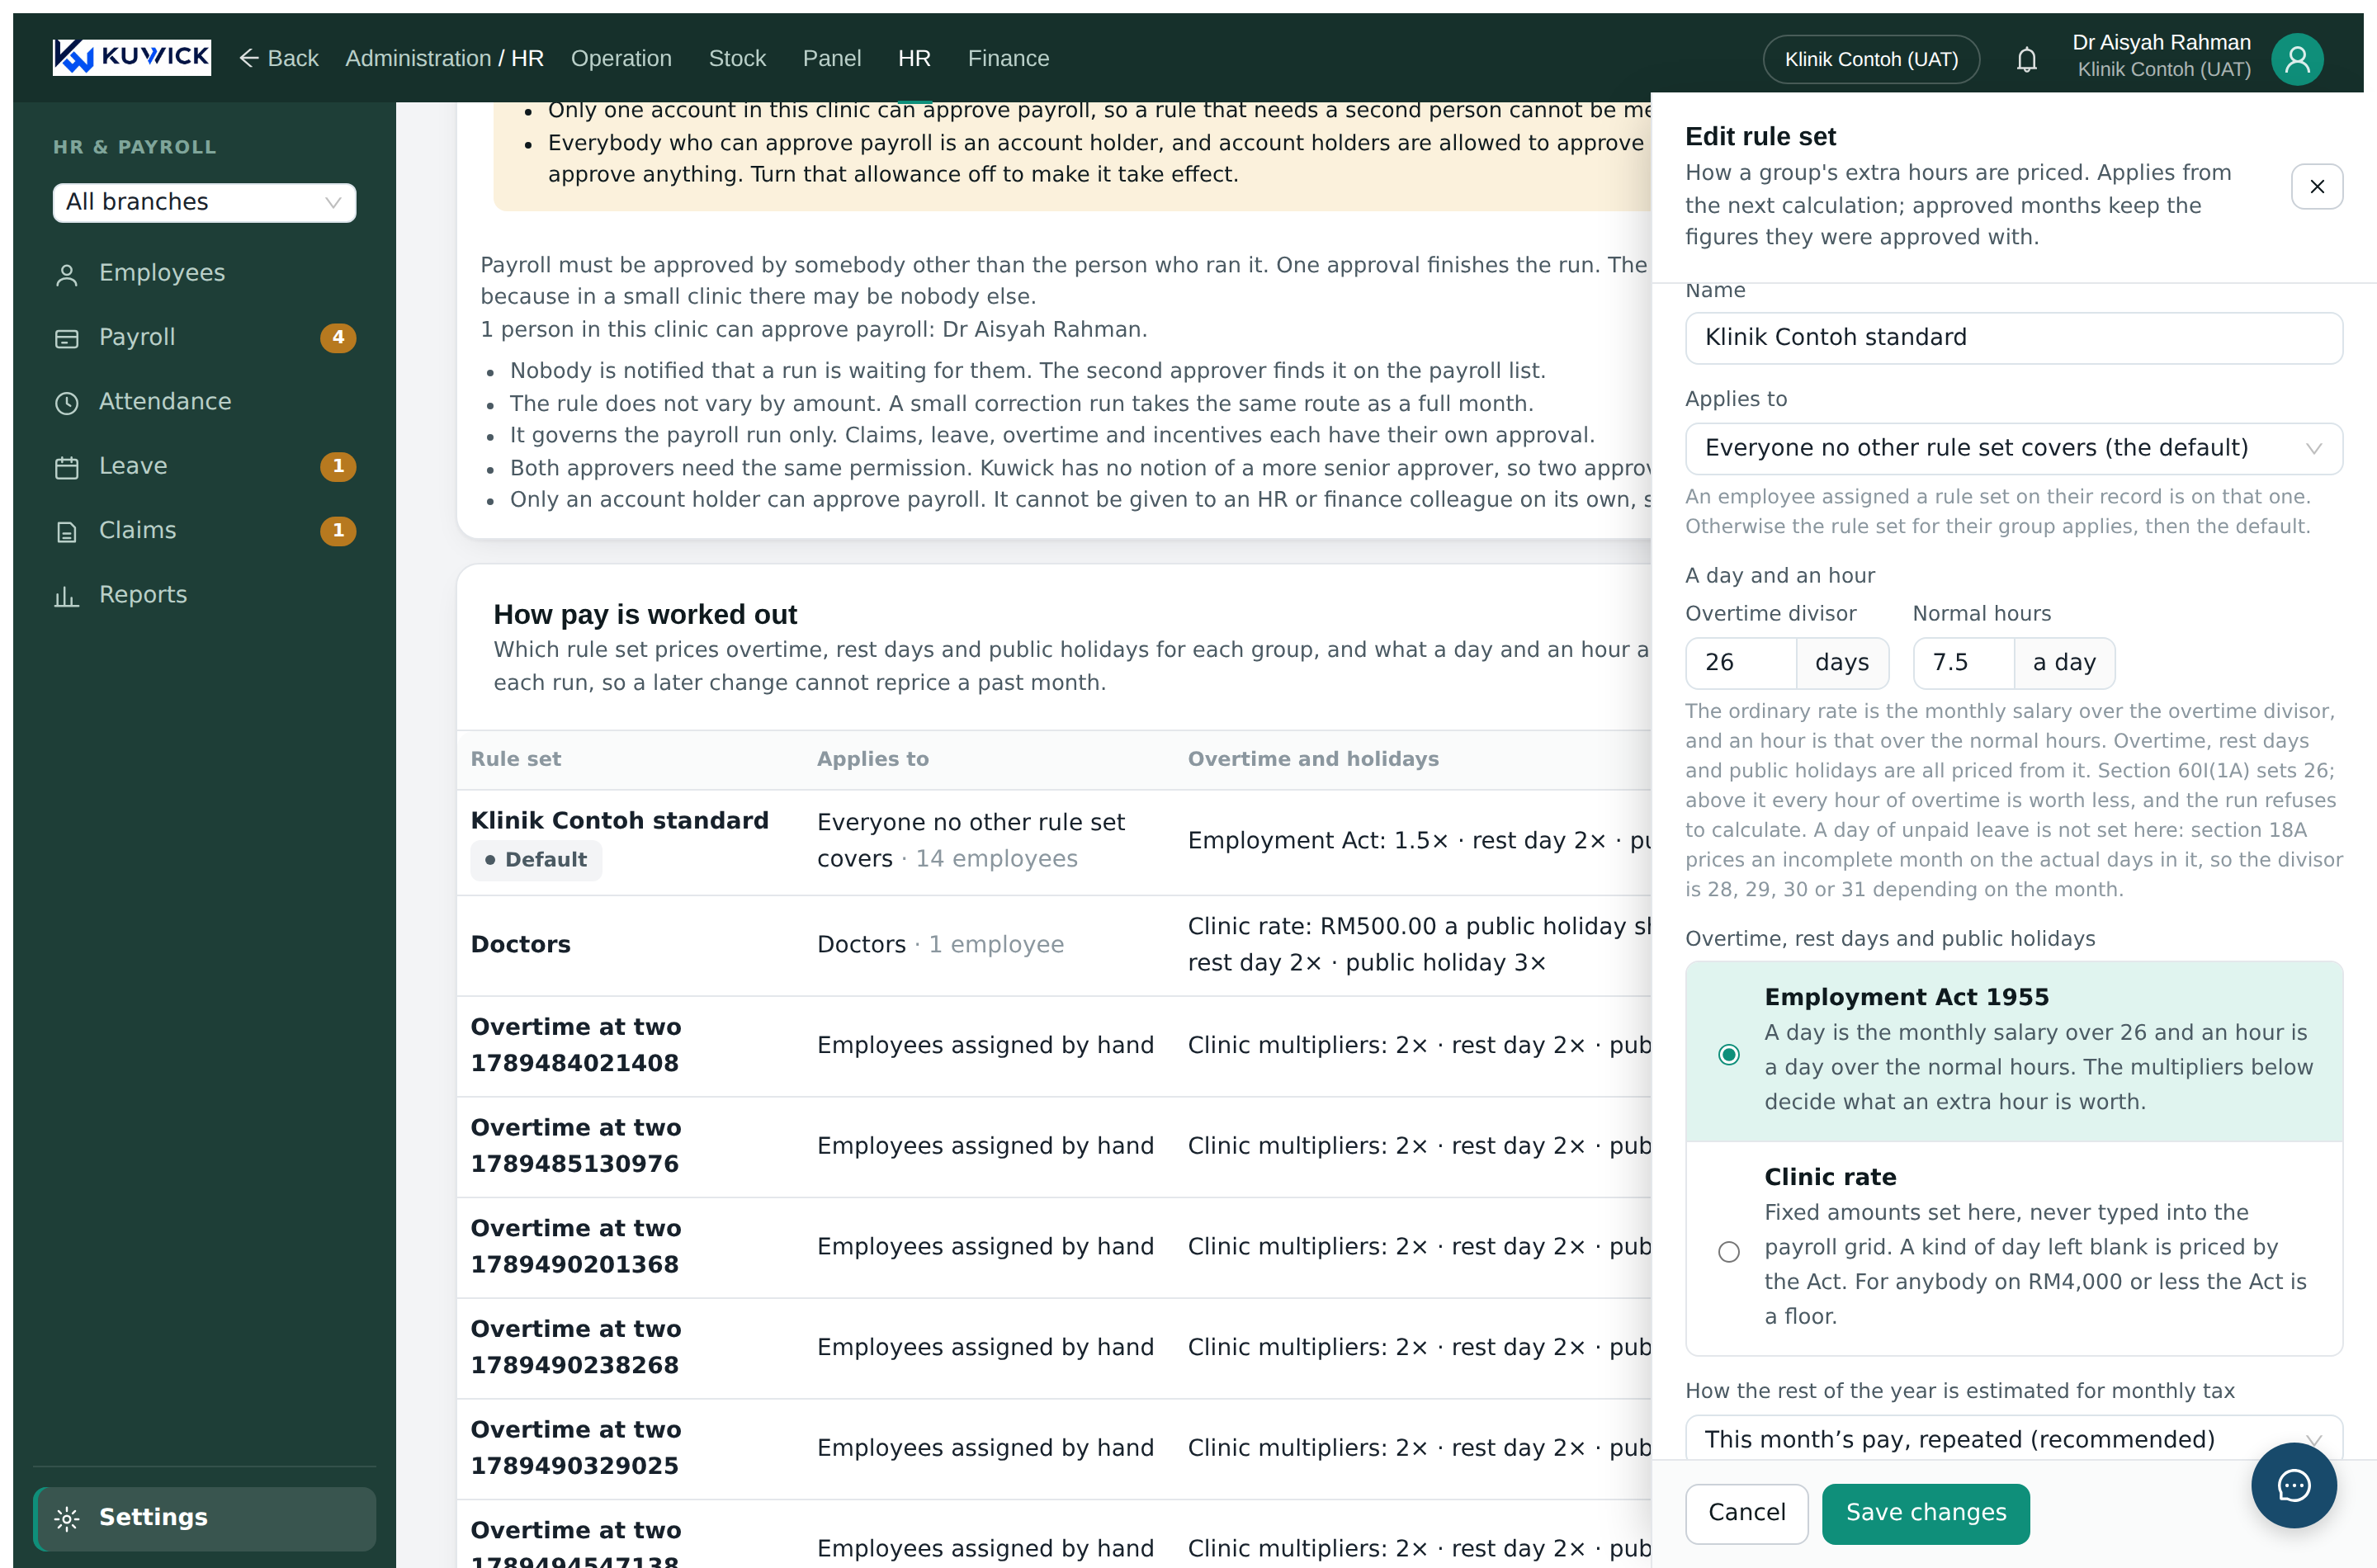 KUWICK
Back
Administration / HR
Operation
Stock
Panel
HR
Finance
Klinik Contoh (UAT)
Dr Aisyah Rahman
Klinik Contoh (UAT)
HR & PAYROLL
All branches
Employees
Payroll
4
Attendance
Leave
1
Claims
1
Reports
Settings
Only one account in this clinic can approve payroll, so a rule that needs a second person cannot be me
Everybody who can approve payroll is an account holder, and account holders are allowed to approve
approve anything. Turn that allowance off to make it take effect.
Payroll must be approved by somebody other than the person who ran it. One approval finishes the run. The
because in a small clinic there may be nobody else.
1 person in this clinic can approve payroll: Dr Aisyah Rahman.
Nobody is notified that a run is waiting for them. The second approver finds it on the payroll list.
The rule does not vary by amount. A small correction run takes the same route as a full month.
It governs the payroll run only. Claims, leave, overtime and incentives each have their own approval.
Both approvers need the same permission. Kuwick has no notion of a more senior approver, so two approv
Only an account holder can approve payroll. It cannot be given to an HR or finance colleague on its own, s
How pay is worked out
Which rule set prices overtime, rest days and public holidays for each group, and what a day and an hour a
each run, so a later change cannot reprice a past month.
Rule set
Applies to
Overtime and holidays
Klinik Contoh standard
Default
Everyone no other rule set
covers · 14 employees
Employment Act: 1.5× · rest day 2× · pu
Doctors
Doctors · 1 employee
Clinic rate: RM500.00 a public holiday sh
rest day 2× · public holiday 3×
Overtime at two
1789484021408
Employees assigned by hand
Clinic multipliers: 2× · rest day 2× · pub
Overtime at two
1789485130976
Employees assigned by hand
Clinic multipliers: 2× · rest day 2× · pub
Overtime at two
1789490201368
Employees assigned by hand
Clinic multipliers: 2× · rest day 2× · pub
Overtime at two
1789490238268
Employees assigned by hand
Clinic multipliers: 2× · rest day 2× · pub
Overtime at two
1789490329025
Employees assigned by hand
Clinic multipliers: 2× · rest day 2× · pub
Overtime at two
1789494547138
Employees assigned by hand
Clinic multipliers: 2× · rest day 2× · pub
Edit rule set
How a group's extra hours are priced. Applies from
the next calculation; approved months keep the
figures they were approved with.
Name
Klinik Contoh standard
Applies to
Everyone no other rule set covers (the default)
An employee assigned a rule set on their record is on that one.
Otherwise the rule set for their group applies, then the default.
A day and an hour
Overtime divisor
Normal hours
26 days
7.5 a day
The ordinary rate is the monthly salary over the overtime divisor,
and an hour is that over the normal hours. Overtime, rest days
and public holidays are all priced from it. Section 60I(1A) sets 26;
above it every hour of overtime is worth less, and the run refuses
to calculate. A day of unpaid leave is not set here: section 18A
prices an incomplete month on the actual days in it, so the divisor
is 28, 29, 30 or 31 depending on the month.
Overtime, rest days and public holidays
Employment Act 1955
A day is the monthly salary over 26 and an hour is
a day over the normal hours. The multipliers below
decide what an extra hour is worth.
Clinic rate
Fixed amounts set here, never typed into the
payroll grid. A kind of day left blank is priced by
the Act. For anybody on RM4,000 or less the Act is
a floor.
How the rest of the year is estimated for monthly tax
This month’s pay, repeated (recommended)
Cancel
Save changes